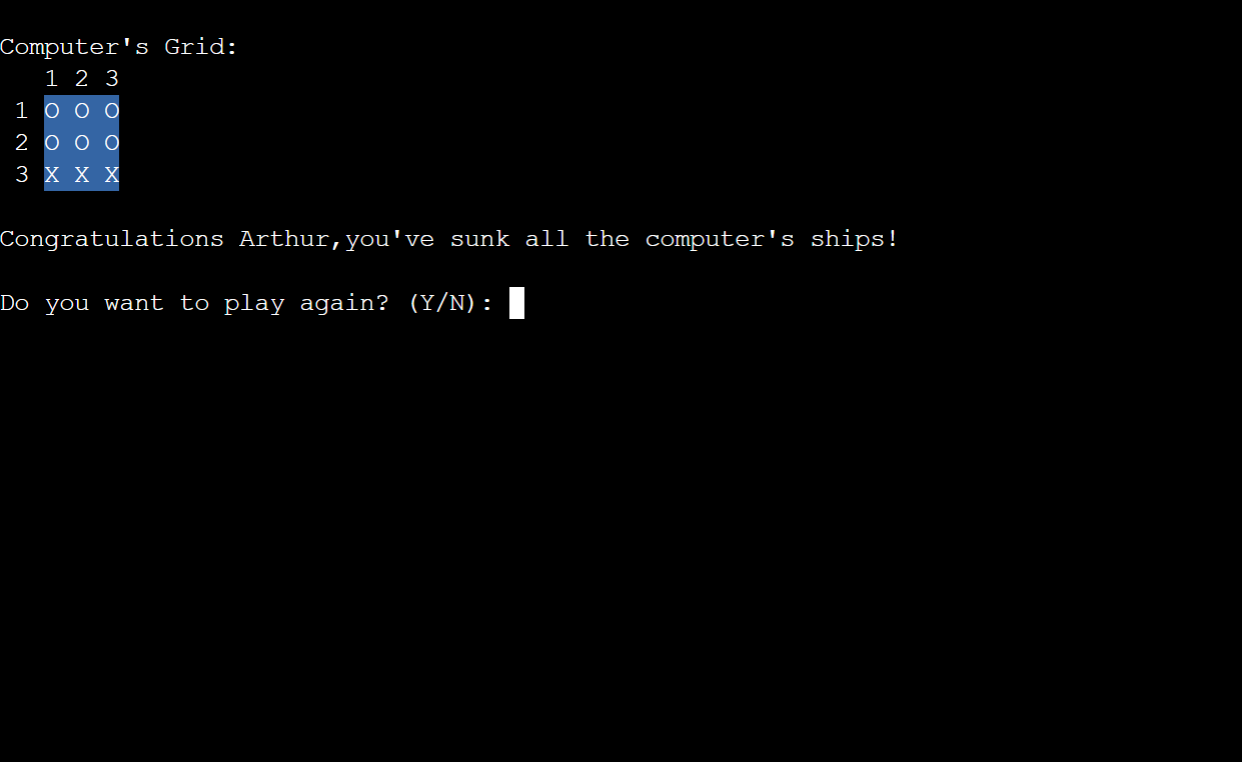 Computer's Grid:
   1 2 3
 1 O O O
 2 O O O
 3 X X X
Congratulations Arthur,you've sunk all the computer's ships!
Do you want to play again? (Y/N):